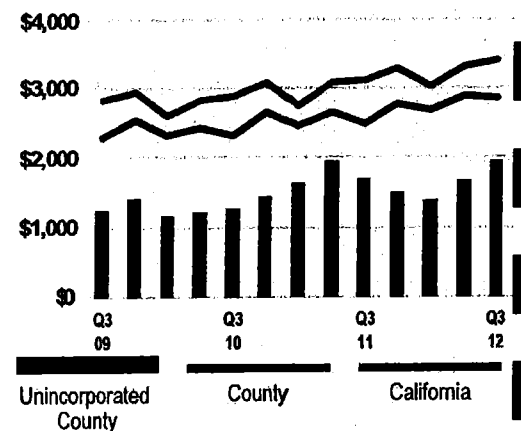 $4,000
$3,000
$2,000
$1,000
$0
Q3 Q3 Q3 Q3
09 10 11 12
Unincorporated County County California